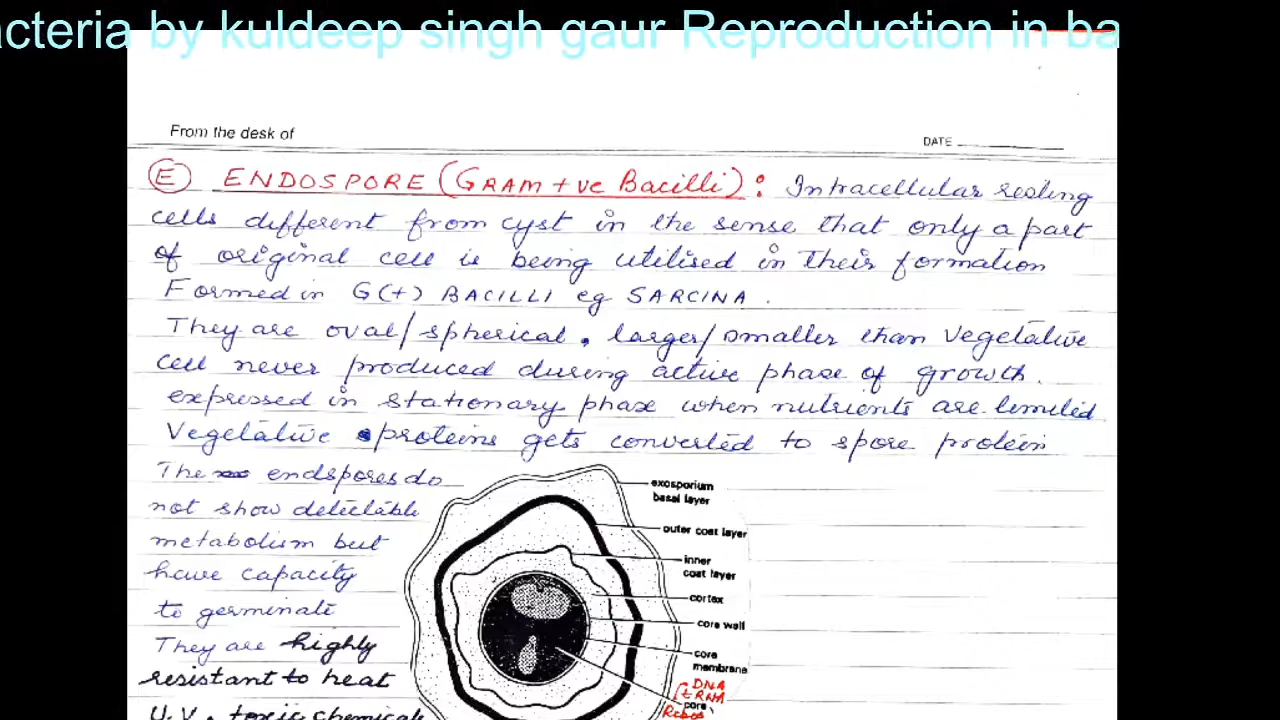 acteria by kuldeep singh gaur Reproduction in ba
From the desk of
DATE
(E) ENDOSPORE (GRAM +ve Bacilli) : Intracellular resting
cells different from cyst in the sense that only a part
of original cell is being utilised in their formation
Formed in G(+) BACILLI eg SARCINA .
They are oval/spherical . larger/smaller than vegetative
cell never produced during active phase of growth.
expressed in stationary phase when nutrients are limited
Vegetative proteins gets converted to spore protein
The endspores do
not show detectable
metabolism but
have capacity
to germinate
They are highly
resistant to heat
U.V. toxic chemical
exosporium
basal layer
outer coat layer
inner
coat layer
cortex
core wall
core
membrane
DNA
RNA
core
Ribos